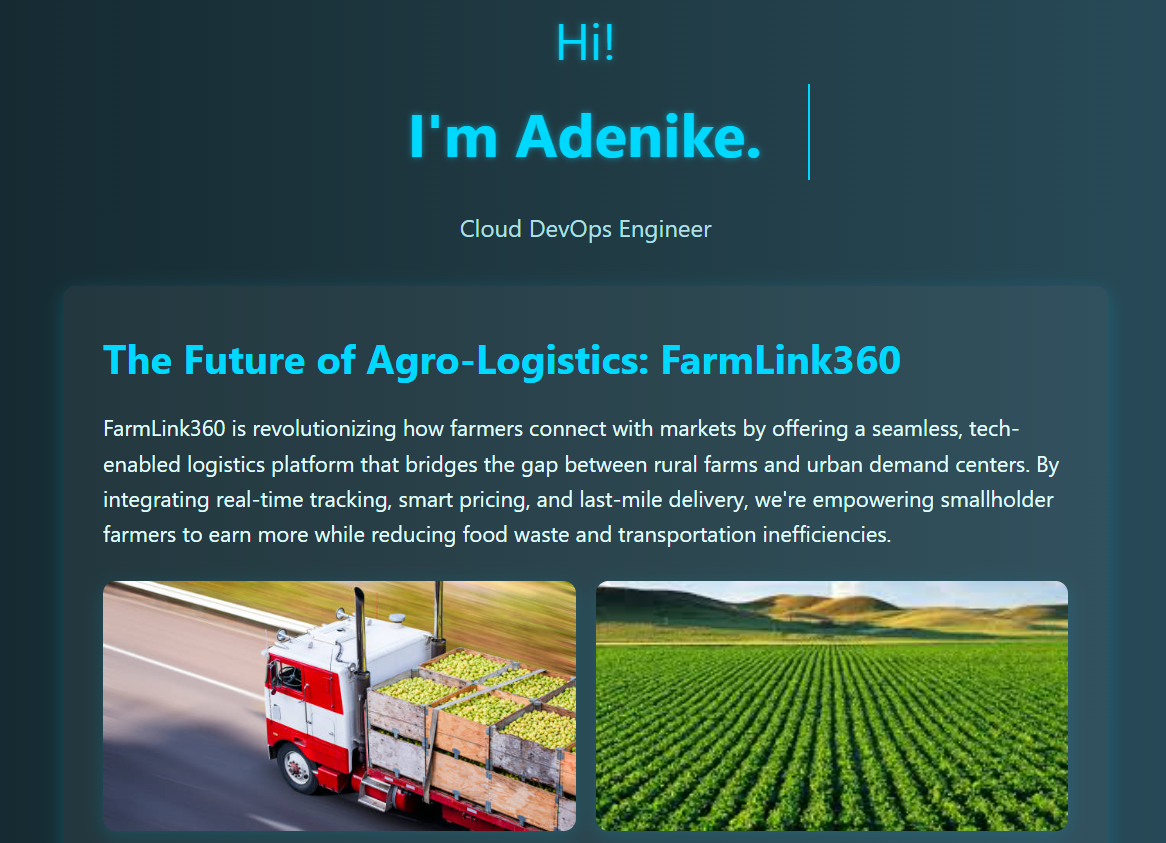 Hi!
I'm Adenike.
Cloud DevOps Engineer
The Future of Agro-Logistics: FarmLink360
FarmLink360 is revolutionizing how farmers connect with markets by offering a seamless, tech-
enabled logistics platform that bridges the gap between rural farms and urban demand centers. By
integrating real-time tracking, smart pricing, and last-mile delivery, we're empowering smallholder
farmers to earn more while reducing food waste and transportation inefficiencies.